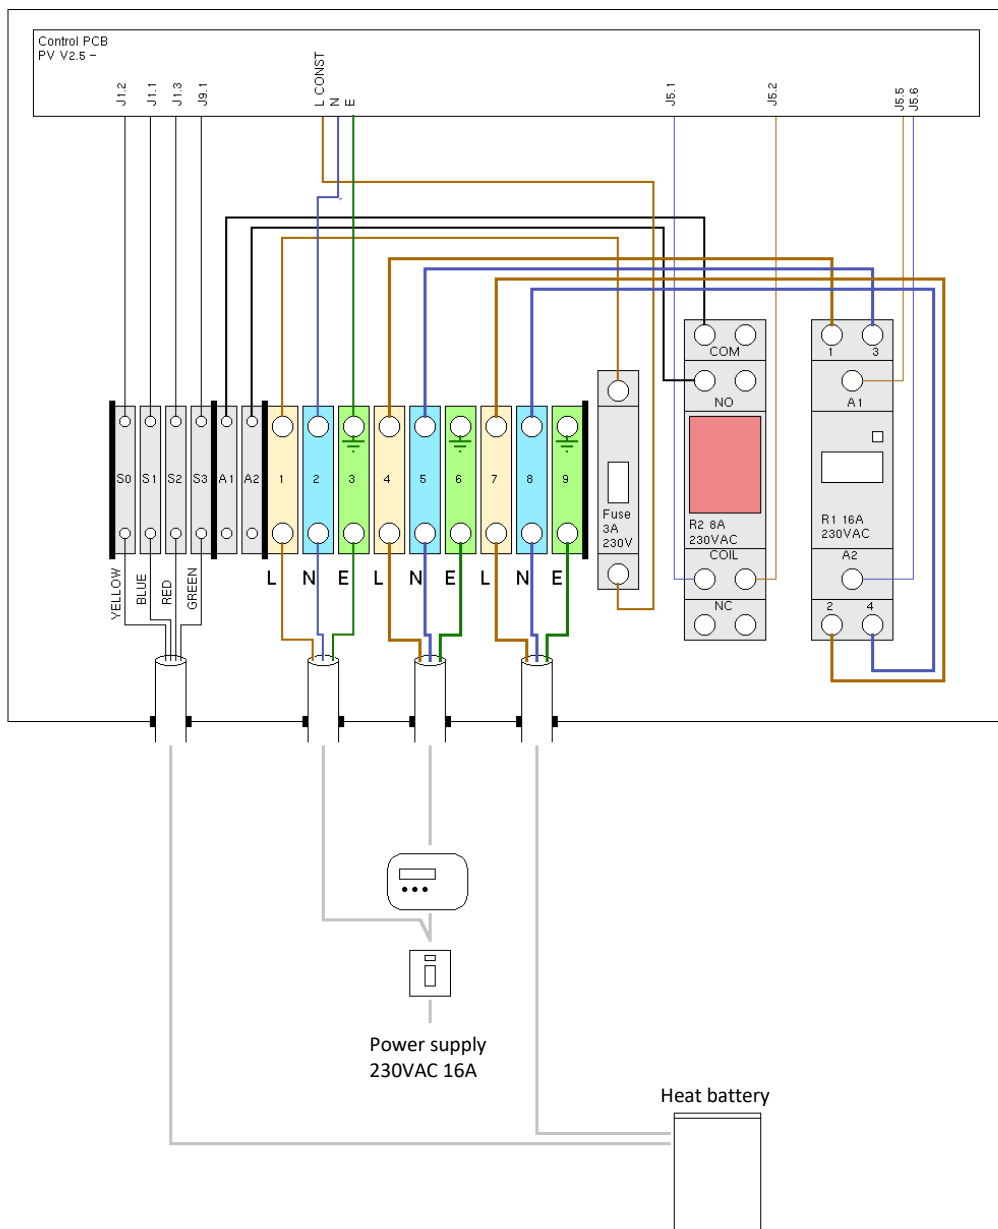 Control PCB
PV V2.5 –
J1.2
J1.1
J1.3
J9.1
L CONST
N
E
J5.1
J5.2
J5.5
J5.6
COM
NO
1
3
A1
S0
S1
S2
S3
A1
A2
1
2
3
4
5
6
7
8
9
Fuse
3A
230V
R2 8A
230VAC
COIL
NC
R1 16A
230VAC
A2
2
4
YELLOW
BLUE
RED
GREEN
L
N
E
L
N
E
L
N
E
Power supply
230VAC 16A
Heat battery